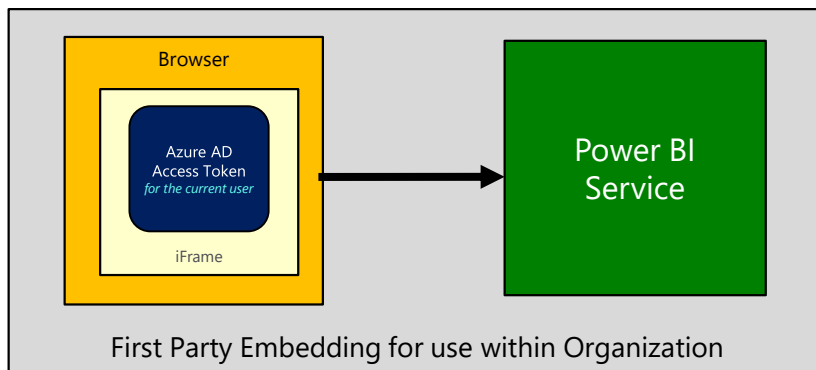 Browser
Azure AD
Access Token
for the current user
iFrame
Power BI
Service
First Party Embedding for use within Organization